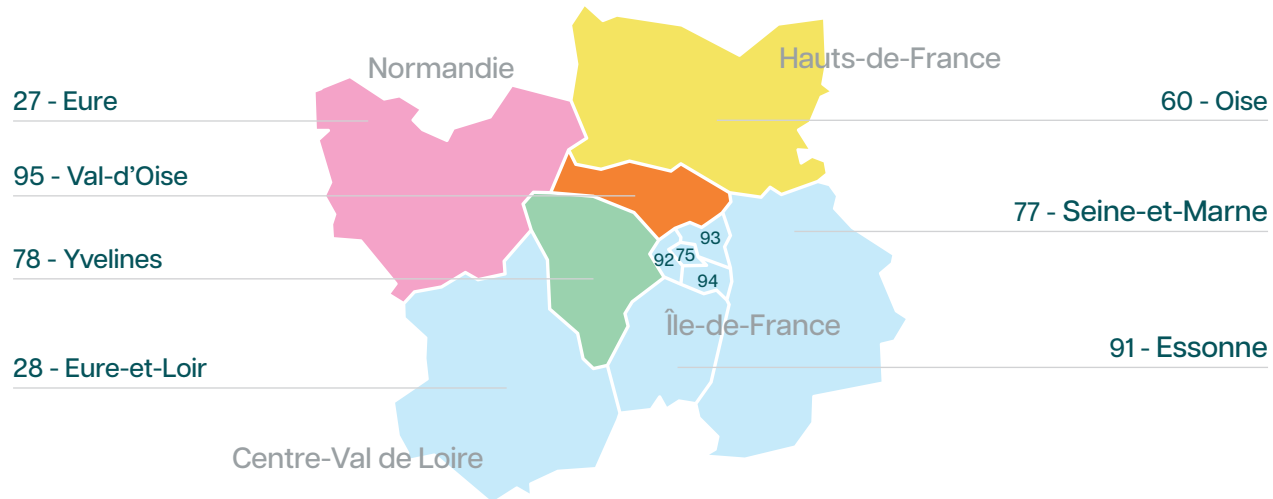 Normandie
Hauts-de-France
27 - Eure
60 - Oise
95 - Val-d’Oise
77 - Seine-et-Marne
93
78 - Yvelines
92
75
94
Île-de-France
28 - Eure-et-Loir
91 - Essonne
Centre-Val de Loire